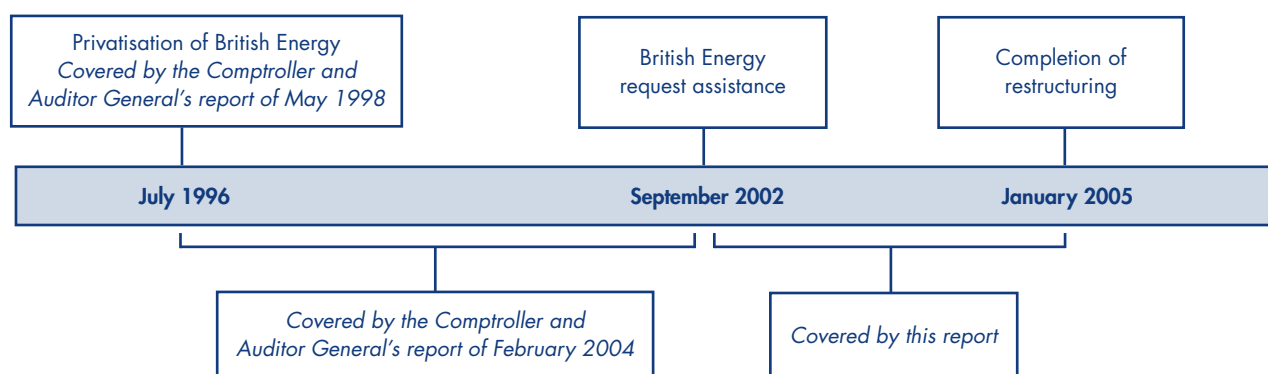 Privatisation of British Energy
Covered by the Comptroller and
Auditor General's report of May 1998
British Energy
request assistance
Completion of
restructuring
July 1996
September 2002
January 2005
Covered by the Comptroller and
Auditor General's report of February 2004
Covered by this report